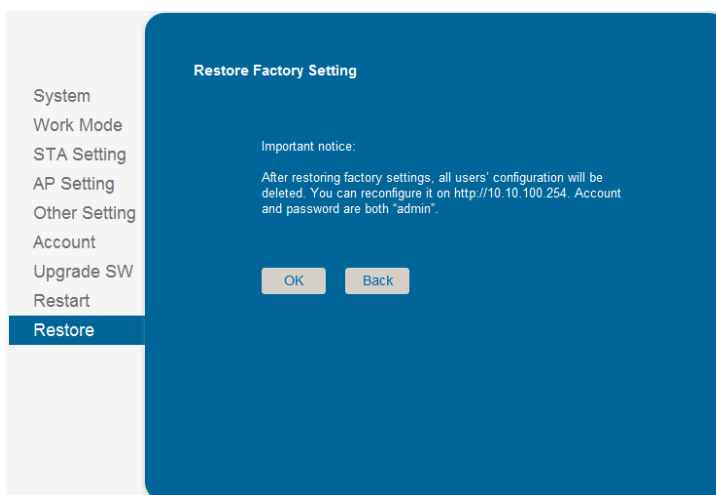 Restore Factory Setting
System
Work Mode
STA Setting
AP Setting
Other Setting
Account
Upgrade SW
Restart
Restore
Important notice:
After restoring factory settings, all users’ configuration will be
deleted. You can reconfigure it on http://10.10.100.254. Account
and password are both “admin”.
OK
Back